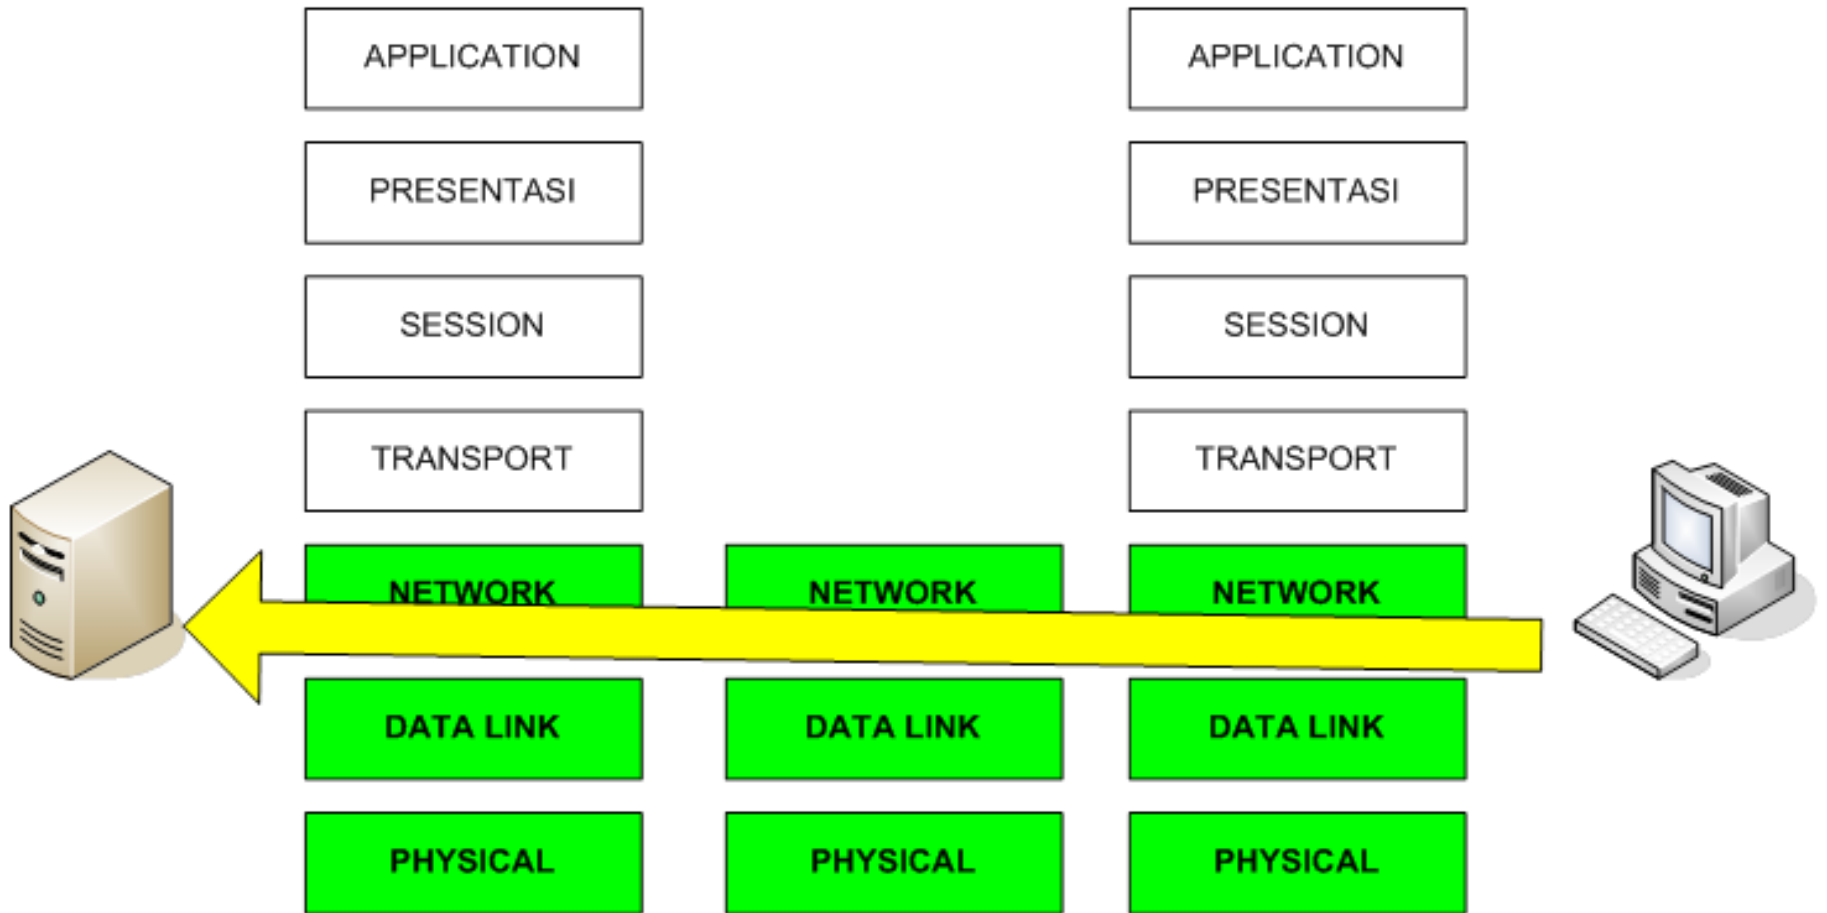 APPLICATION APPLICATION
PRESENTASI PRESENTASI
SESSION SESSION
TRANSPORT TRANSPORT
NETWORK NETWORK NETWORK
DATA LINK DATA LINK DATA LINK
PHYSICAL PHYSICAL PHYSICAL